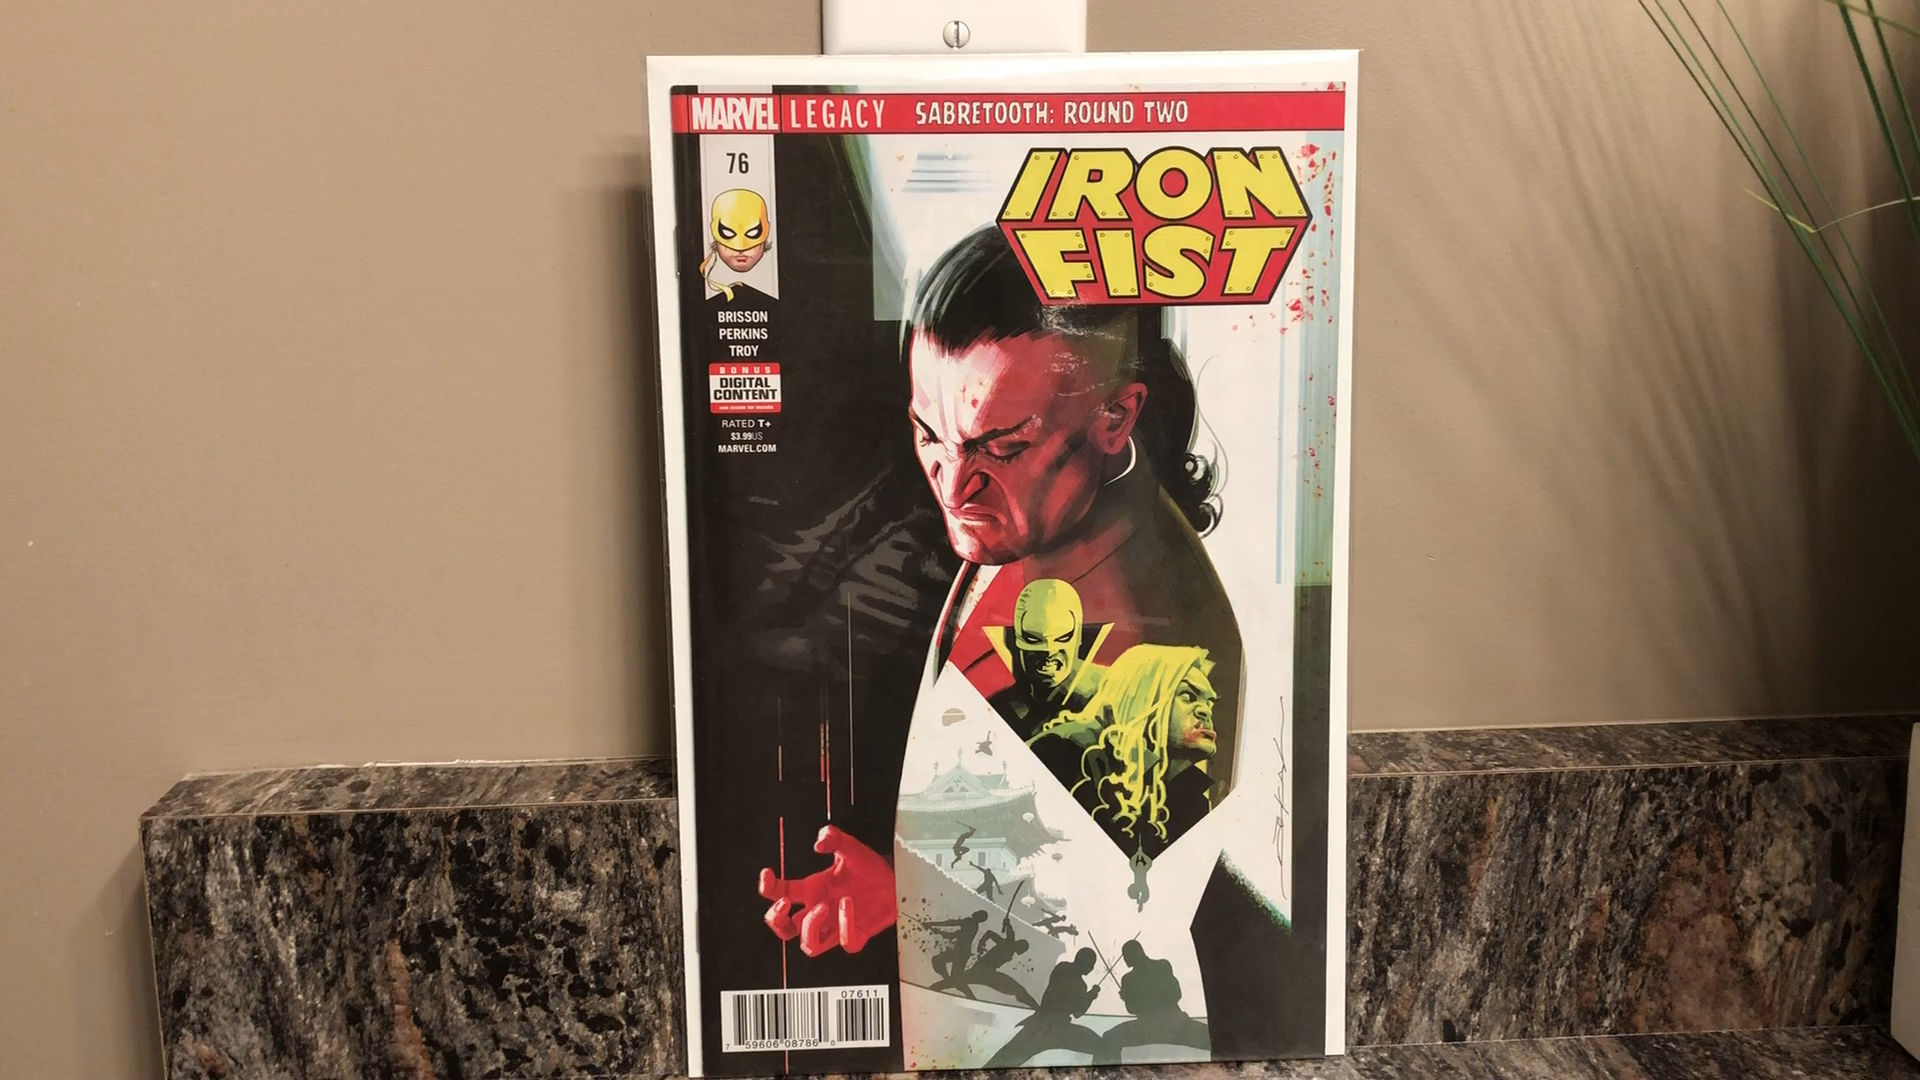 MARVEL LEGACY SABRETOOTH: ROUND TWO
76
IRON
FIST
BRISSON
PERKINS
TROY
BONUS
DIGITAL
CONTENT
RATED T+
$3.99US
MARVEL.COM
07611
7 59606 08786 0